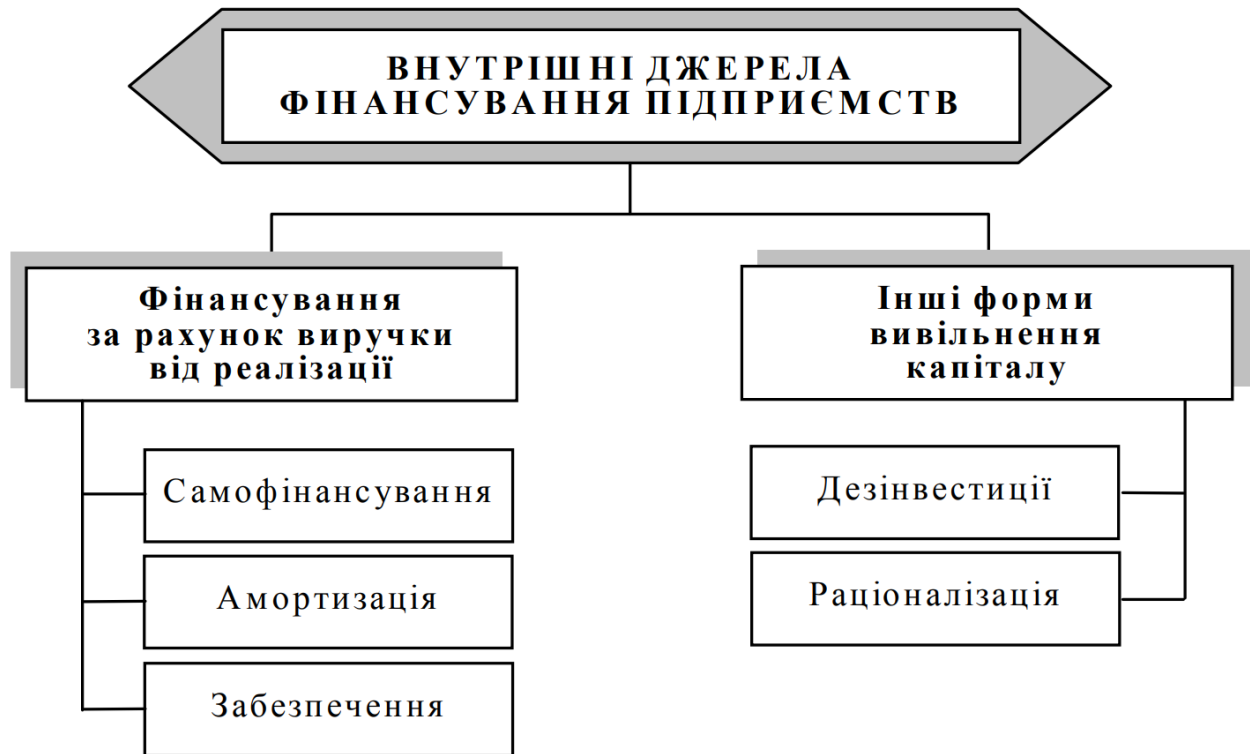 ВНУТРІШНІ ДЖЕРЕЛА
ФІНАНСУВАННЯ ПІДПРИЄМСТВ
Фінансування
за рахунок виручки
від реалізації
Самофінансування
Амортизація
Забезпечення
Інші форми
вивільнення
капіталу
Дезінвестиції
Раціоналізація